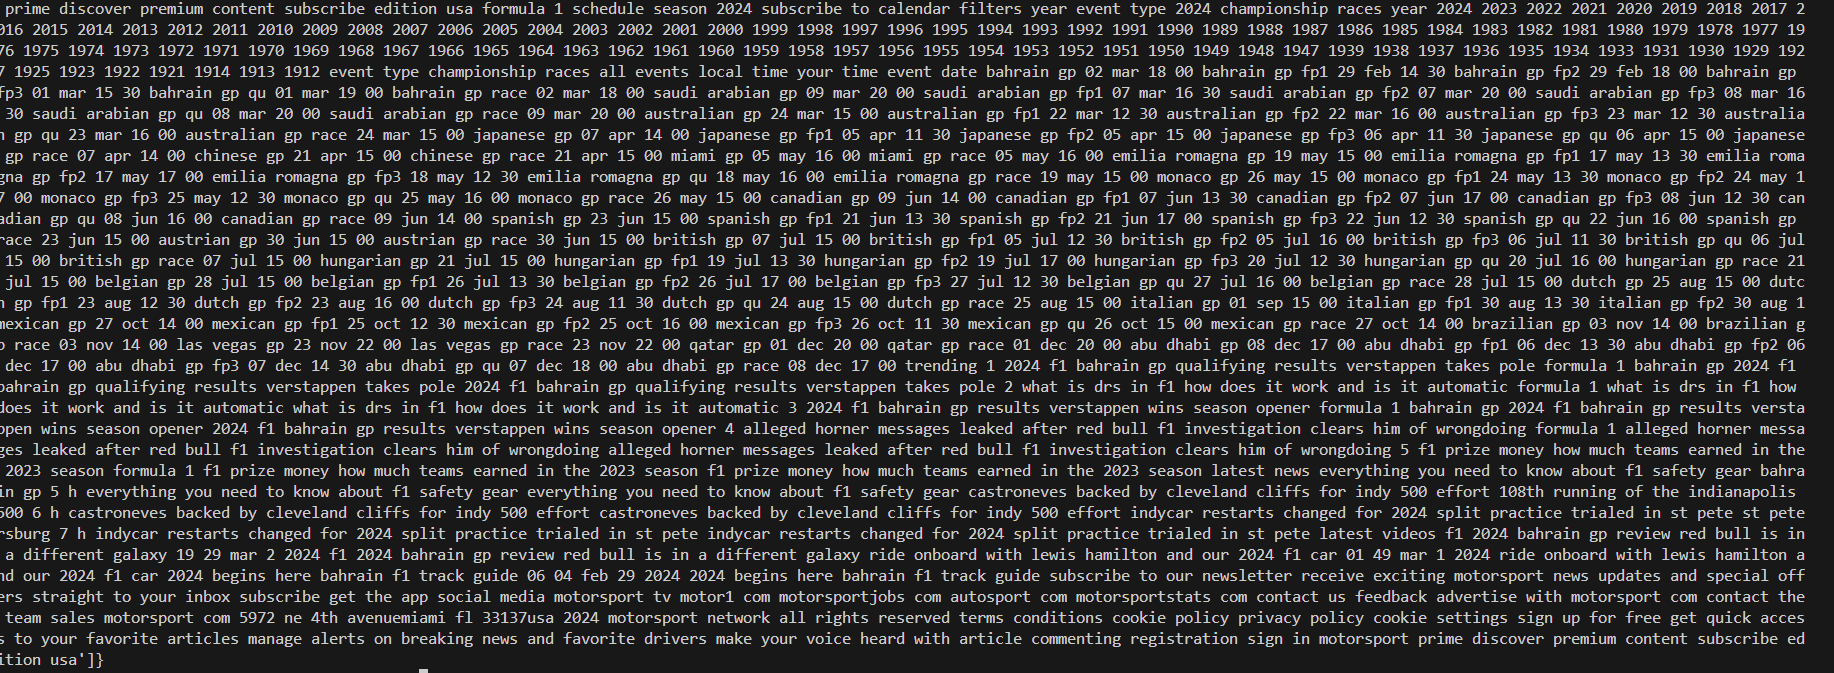 prime discover premium content subscribe edition usa formula 1 schedule season 2024 subscribe to calendar filters year event type 2024 championship races year 2024 2023 2022 2021 2020 2019 2018 2017 2
016 2015 2014 2013 2012 2011 2010 2009 2008 2007 2006 2005 2004 2003 2002 2001 2000 1999 1998 1997 1996 1995 1994 1993 1992 1991 1990 1989 1988 1987 1986 1985 1984 1983 1982 1981 1980 1979 1978 1977 19
76 1975 1974 1973 1972 1971 1970 1969 1968 1967 1966 1965 1964 1963 1962 1961 1960 1959 1958 1957 1956 1955 1954 1953 1952 1951 1950 1949 1948 1947 1939 1938 1937 1936 1935 1934 1933 1931 1930 1929 192
7 1925 1923 1922 1921 1914 1913 1912 event type championship races all events local time your time event date bahrain gp 02 mar 18 00 bahrain gp fp1 29 feb 14 30 bahrain gp fp2 29 feb 18 00 bahrain gp
fp3 01 mar 15 30 bahrain gp qu 01 mar 19 00 bahrain gp race 02 mar 18 00 saudi arabian gp 09 mar 20 00 saudi arabian gp fp1 07 mar 16 30 saudi arabian gp fp2 07 mar 20 00 saudi arabian gp fp3 08 mar 16
30 saudi arabian gp qu 08 mar 20 00 saudi arabian gp race 09 mar 20 00 australian gp 24 mar 15 00 australian gp fp1 22 mar 12 30 australian gp fp2 22 mar 16 00 australian gp fp3 23 mar 12 30 australia
n gp qu 23 mar 16 00 australian gp race 24 mar 15 00 japanese gp 07 apr 14 00 japanese gp fp1 05 apr 11 30 japanese gp fp2 05 apr 15 00 japanese gp fp3 06 apr 11 30 japanese gp qu 06 apr 15 00 japanese
gp race 07 apr 14 00 chinese gp 21 apr 15 00 chinese gp race 21 apr 15 00 miami gp 05 may 16 00 miami gp race 05 may 16 00 emilia romagna gp 19 may 15 00 emilia romagna gp fp1 17 may 13 30 emilia roma
gna gp fp2 17 may 17 00 emilia romagna gp fp3 18 may 12 30 emilia romagna gp qu 18 may 16 00 emilia romagna gp race 19 may 15 00 monaco gp 26 may 15 00 monaco gp fp1 24 may 13 30 monaco gp fp2 24 may 1
7 00 monaco gp fp3 25 may 12 30 monaco gp qu 25 may 16 00 monaco gp race 26 may 15 00 canadian gp 09 jun 14 00 canadian gp fp1 07 jun 13 30 canadian gp fp2 07 jun 17 00 canadian gp fp3 08 jun 12 30 can
adian gp qu 08 jun 16 00 canadian gp race 09 jun 14 00 spanish gp 23 jun 15 00 spanish gp fp1 21 jun 13 30 spanish gp fp2 21 jun 17 00 spanish gp fp3 22 jun 12 30 spanish gp qu 22 jun 16 00 spanish gp
race 23 jun 15 00 austrian gp 30 jun 15 00 austrian gp race 30 jun 15 00 british gp 07 jul 15 00 british gp fp1 05 jul 12 30 british gp fp2 05 jul 16 00 british gp fp3 06 jul 11 30 british gp qu 06 jul
15 00 british gp race 07 jul 15 00 hungarian gp 21 jul 15 00 hungarian gp fp1 19 jul 13 30 hungarian gp fp2 19 jul 17 00 hungarian gp fp3 20 jul 12 30 hungarian gp qu 20 jul 16 00 hungarian gp race 21
jul 15 00 belgian gp 28 jul 15 00 belgian gp fp1 26 jul 13 30 belgian gp fp2 26 jul 17 00 belgian gp fp3 27 jul 12 30 belgian gp qu 27 jul 16 00 belgian gp race 28 jul 15 00 dutch gp 25 aug 15 00 dutc
h gp fp1 23 aug 12 30 dutch gp fp2 23 aug 16 00 dutch gp fp3 24 aug 11 30 dutch gp qu 24 aug 15 00 dutch gp race 25 aug 15 00 italian gp 01 sep 15 00 italian gp fp1 30 aug 13 30 italian gp fp2 30 aug 1
mexican gp 27 oct 14 00 mexican gp fp1 25 oct 12 30 mexican gp fp2 25 oct 16 00 mexican gp fp3 26 oct 11 30 mexican gp qu 26 oct 15 00 mexican gp race 27 oct 14 00 brazilian gp 03 nov 14 00 brazilian g
p race 03 nov 14 00 las vegas gp 23 nov 22 00 las vegas gp race 23 nov 22 00 qatar gp 01 dec 20 00 qatar gp race 01 dec 20 00 abu dhabi gp 08 dec 17 00 abu dhabi gp fp1 06 dec 13 30 abu dhabi gp fp2 06
dec 17 00 abu dhabi gp fp3 07 dec 14 30 abu dhabi gp qu 07 dec 18 00 abu dhabi gp race 08 dec 17 00 trending 1 2024 f1 bahrain gp qualifying results verstappen takes pole formula 1 bahrain gp 2024 f1
bahrain gp qualifying results verstappen takes pole 2024 f1 bahrain gp qualifying results verstappen takes pole 2 what is drs in f1 how does it work and is it automatic formula 1 what is drs in f1 how
does it work and is it automatic what is drs in f1 how does it work and is it automatic 3 2024 f1 bahrain gp results verstappen wins season opener formula 1 bahrain gp 2024 f1 bahrain gp results versta
ppen wins season opener 2024 f1 bahrain gp results verstappen wins season opener 4 alleged horner messages leaked after red bull f1 investigation clears him of wrongdoing formula 1 alleged horner messa
ges leaked after red bull f1 investigation clears him of wrongdoing alleged horner messages leaked after red bull f1 investigation clears him of wrongdoing 5 f1 prize money how much teams earned in the
2023 season formula 1 f1 prize money how much teams earned in the 2023 season f1 prize money how much teams earned in the 2023 season latest news everything you need to know about f1 safety gear bahra
in gp 5 h everything you need to know about f1 safety gear everything you need to know about f1 safety gear castroneves backed by cleveland cliffs for indy 500 effort 108th running of the indianapolis
500 6 h castroneves backed by cleveland cliffs for indy 500 effort castroneves backed by cleveland cliffs for indy 500 effort indycar restarts changed for 2024 split practice trialed in st pete st pete
rsburg 7 h indycar restarts changed for 2024 split practice trialed in st pete indycar restarts changed for 2024 split practice trialed in st pete latest videos f1 2024 bahrain gp review red bull is in
a different galaxy 19 29 mar 2 2024 f1 2024 bahrain gp review red bull is in a different galaxy ride onboard with lewis hamilton and our 2024 f1 car 01 49 mar 1 2024 ride onboard with lewis hamilton a
nd our 2024 f1 car 2024 begins here bahrain f1 track guide 06 04 feb 29 2024 2024 begins here bahrain f1 track guide subscribe to our newsletter receive exciting motorsport news updates and special off
ers straight to your inbox subscribe get the app social media motorsport tv motor1 com motorsportjobs com autosport com motorsportstats com contact us feedback advertise with motorsport com contact the
team sales motorsport com 5972 ne 4th avenuemiami fl 33137usa 2024 motorsport network all rights reserved terms conditions cookie policy privacy policy cookie settings sign up for free get quick acces
s to your favorite articles manage alerts on breaking news and favorite drivers make your voice heard with article commenting registration sign in motorsport prime discover premium content subscribe ed
ition usa']}